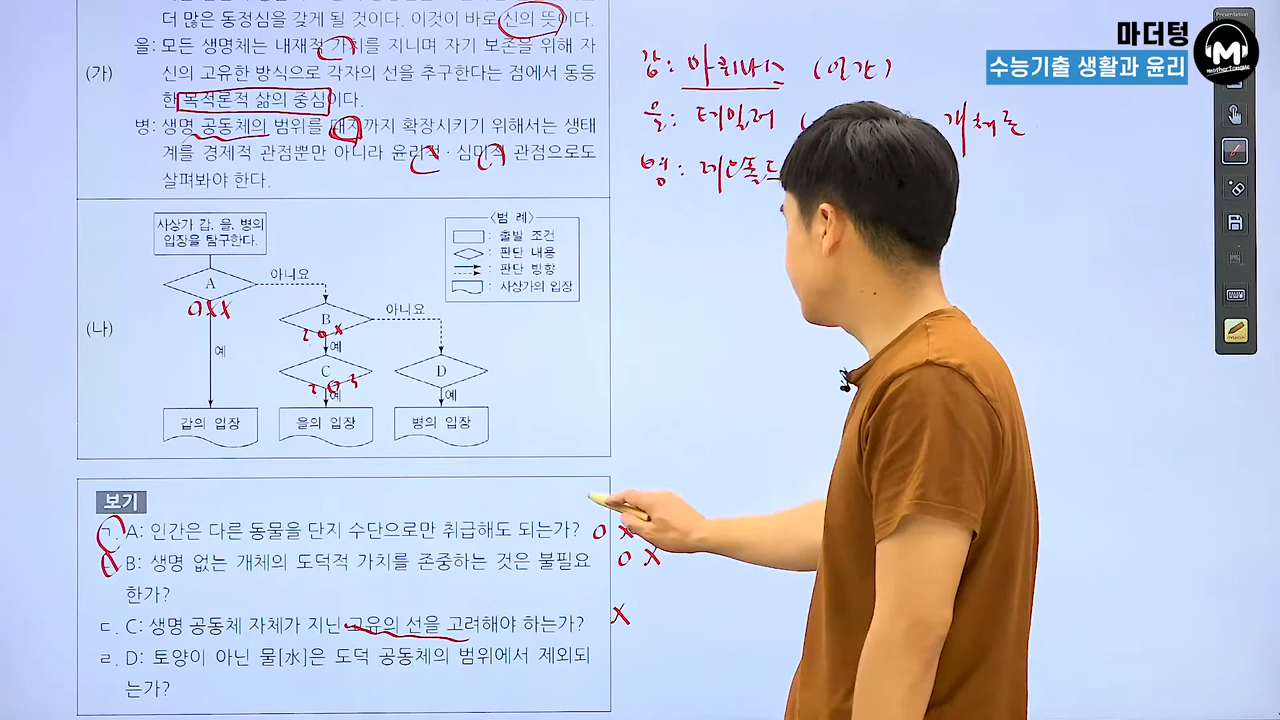 더 많은 동정심을 갖게 될 것이다. 이것이 바로 신의 뜻이다.
을: 모든 생명체는 내재적 가치를 지니며 보존을 위해 자
(가)
신의 고유한 방식으로 각자의 선을 추구한다는 점에서 동등
한 목적론적 삶의 중심이다.
병: 생명 공동체의 범위를 대지까지 확장시키기 위해서는 생태
계를 경제적 관점뿐만 아니라 윤리적·심미적 관점으로도
살펴봐야 한다.
(나)
사상가 갑, 을, 병의
입장을 탐구한다.
<범 례>
: 출발 조건
: 판단 내용
: 판단 방향
: 사상가의 입장
A
아니요
O X X
B
아니요
예
예
C
D
예
갑의 입장
을의 입장
병의 입장
보기
ㄱ. A: 인간은 다른 동물을 단지 수단으로만 취급해도 되는가? O X
ㄴ. B: 생명 없는 개체의 도덕적 가치를 존중하는 것은 불필요 O X
한가?
ㄷ. C: 생명 공동체 자체가 지닌 고유의 선을 고려해야 하는가? X
ㄹ. D: 토양이 아닌 물[水]은 도덕 공동체의 범위에서 제외되
는가?
갑: 아퀴나스 (인간)
을: 테일러 ( 개체론
병: 레오폴드
마더텅
수능기출 생활과 윤리
Presentation
M
motherTongue